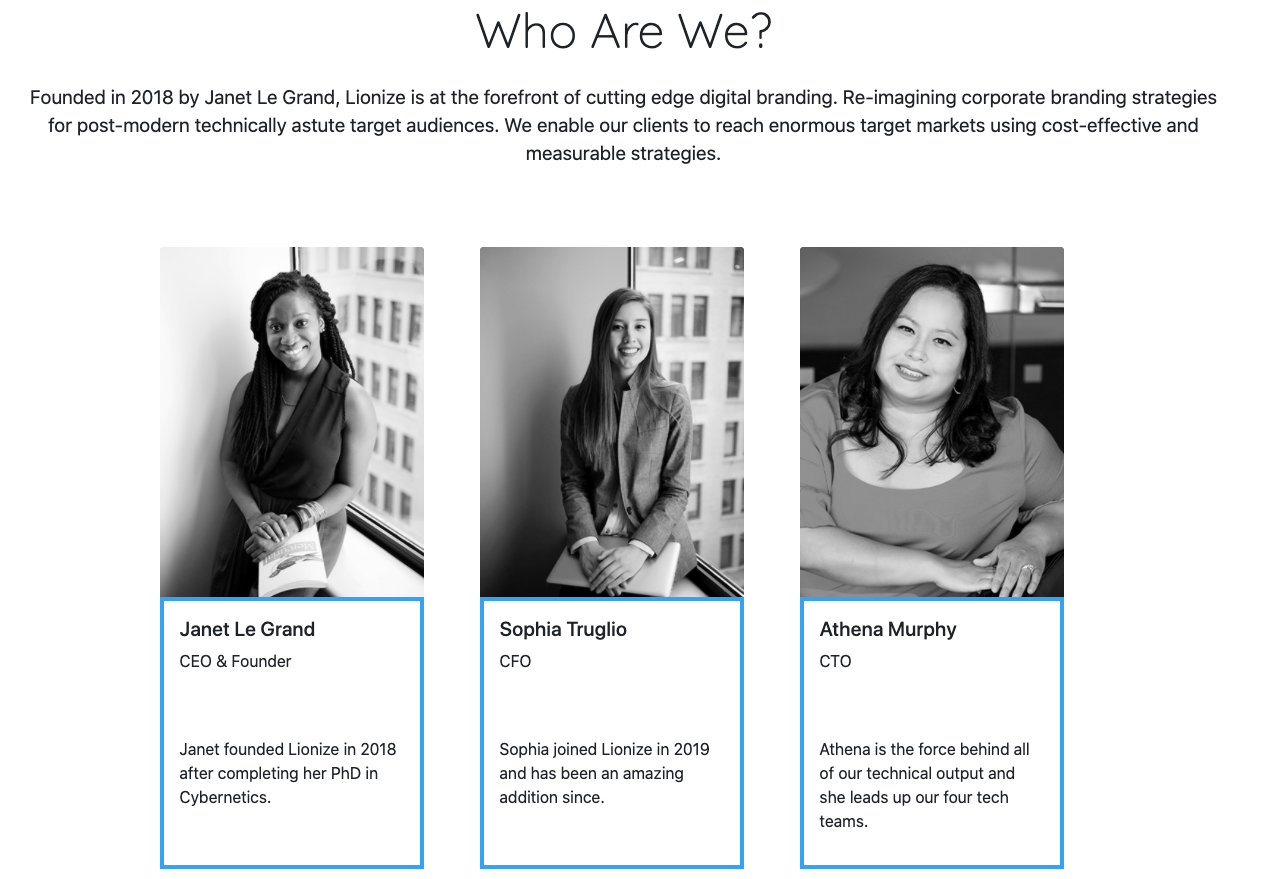 Who Are We?
Founded in 2018 by Janet Le Grand, Lionize is at the forefront of cutting edge digital branding. Re-imagining corporate branding strategies
for post-modern technically astute target audiences. We enable our clients to reach enormous target markets using cost-effective and
measurable strategies.
Janet Le Grand
CEO & Founder
Janet founded Lionize in 2018
after completing her PhD in
Cybernetics.
Sophia Truglio
CFO
Sophia joined Lionize in 2019
and has been an amazing
addition since.
Athena Murphy
CTO
Athena is the force behind all
of our technical output and
she leads up our four tech
teams.